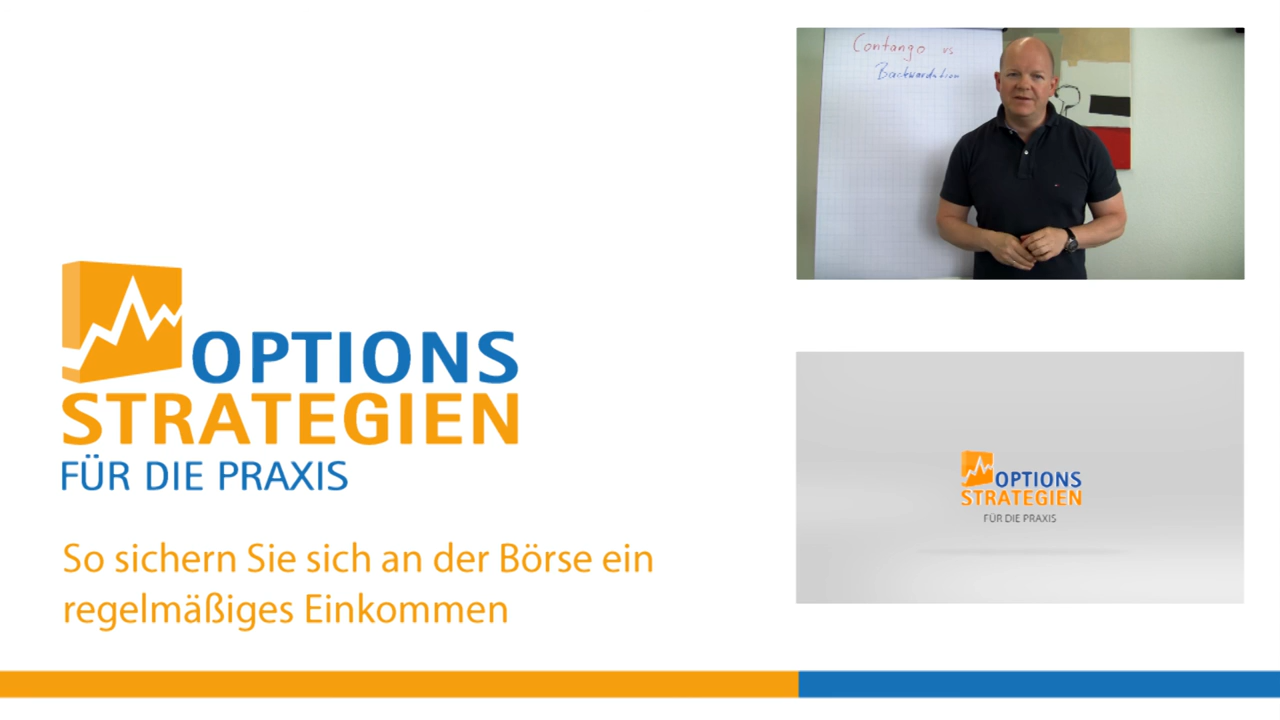 OPTIONS
STRATEGIEN
FÜR DIE PRAXIS
So sichern Sie sich an der Börse ein
regelmäßiges Einkommen
Contango vs
Backwardation
OPTIONS
STRATEGIEN
FÜR DIE PRAXIS